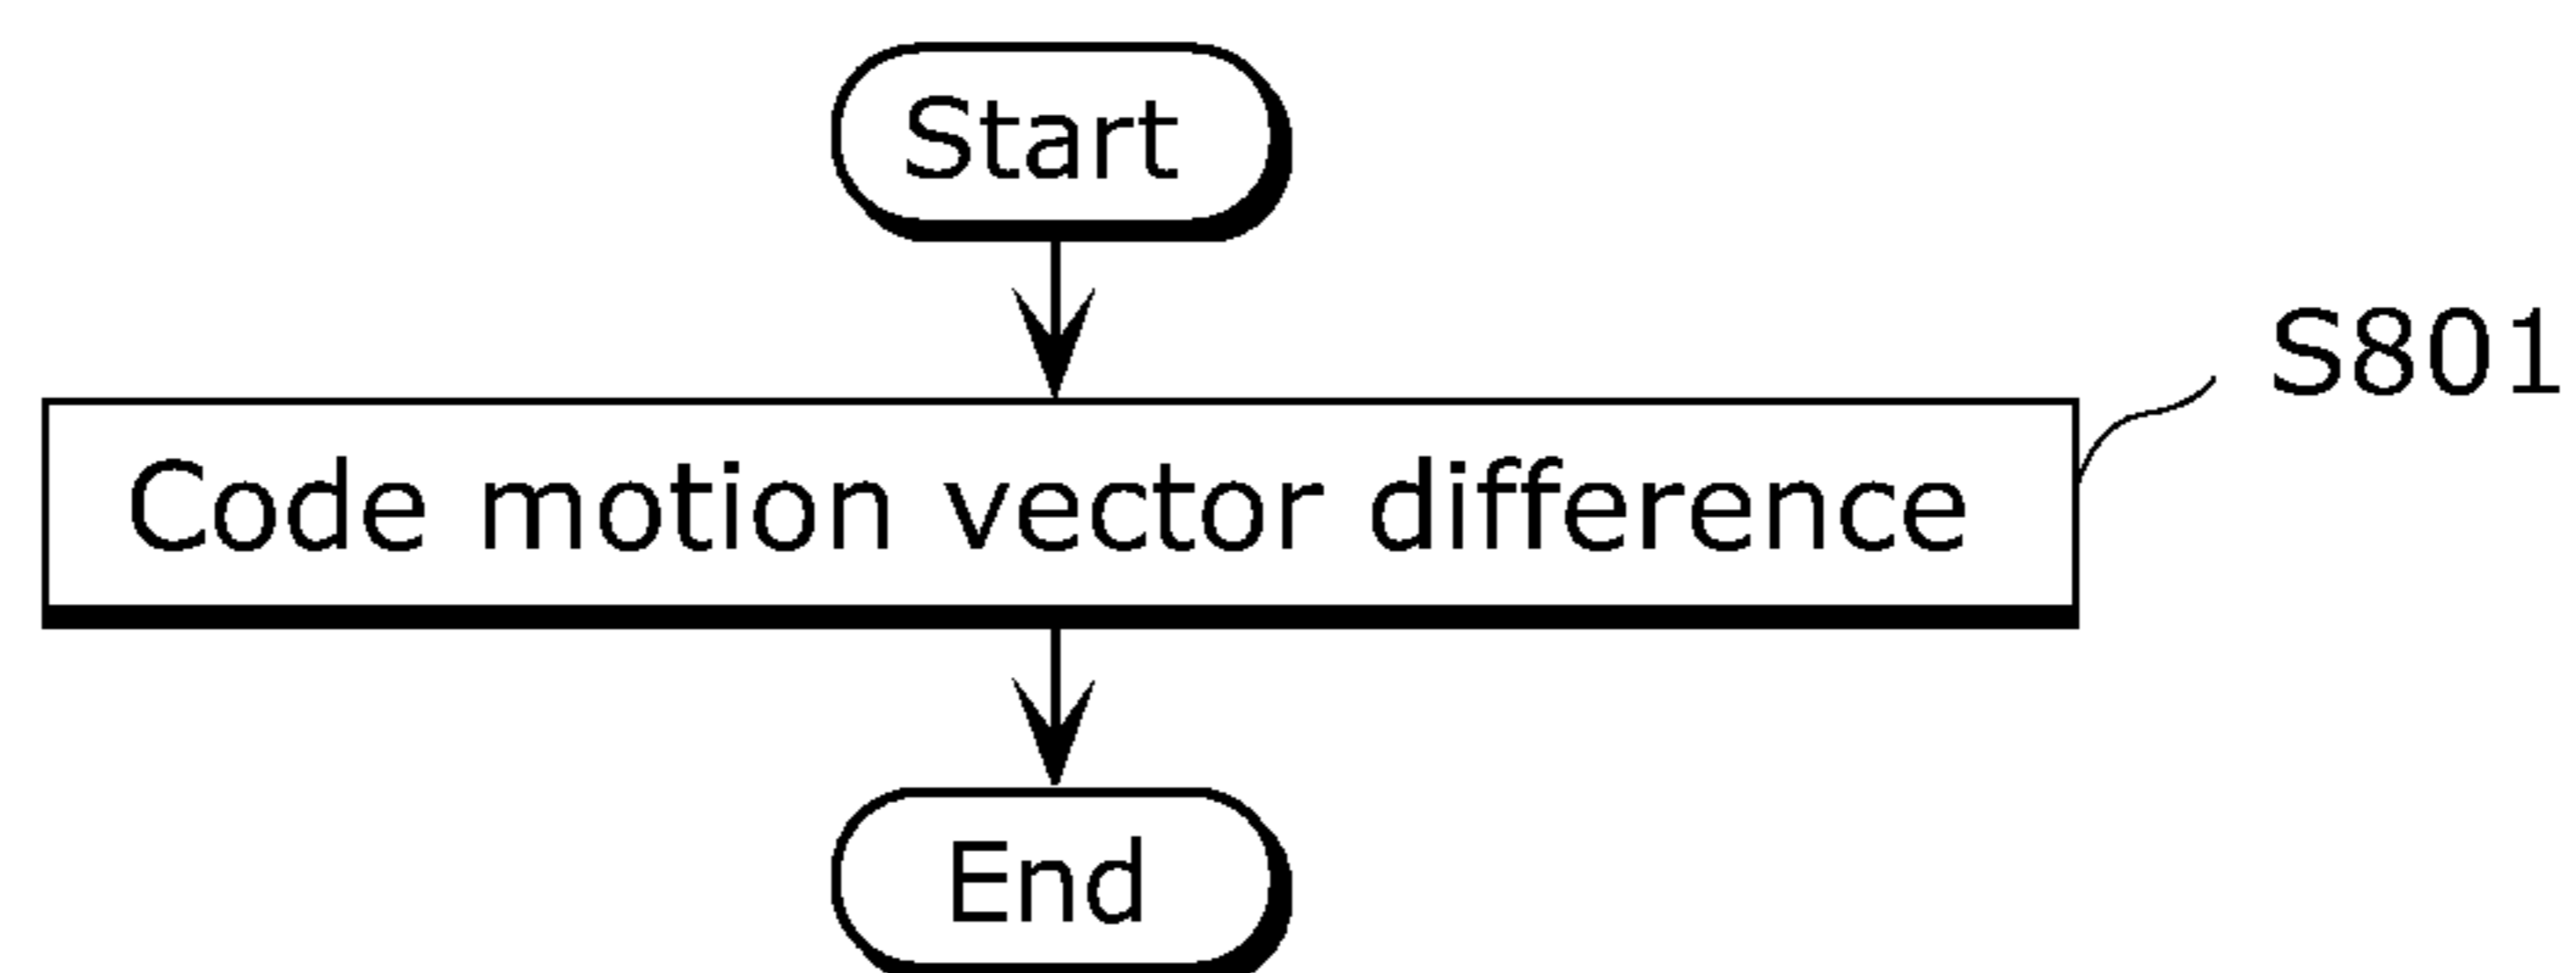 Start
S801
Code motion vector difference
End